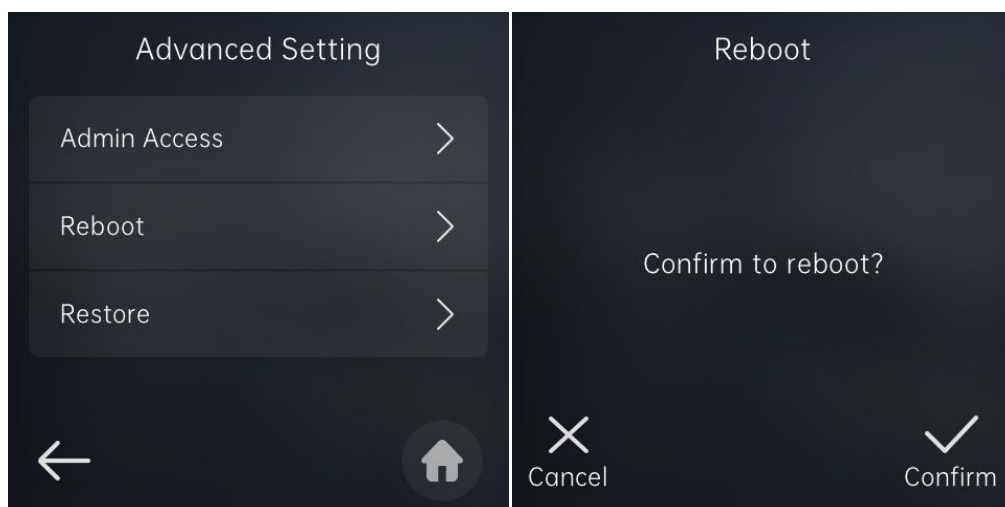 Advanced Setting
Admin Access
Reboot
Restore
Reboot
Confirm to reboot?
Cancel
Confirm